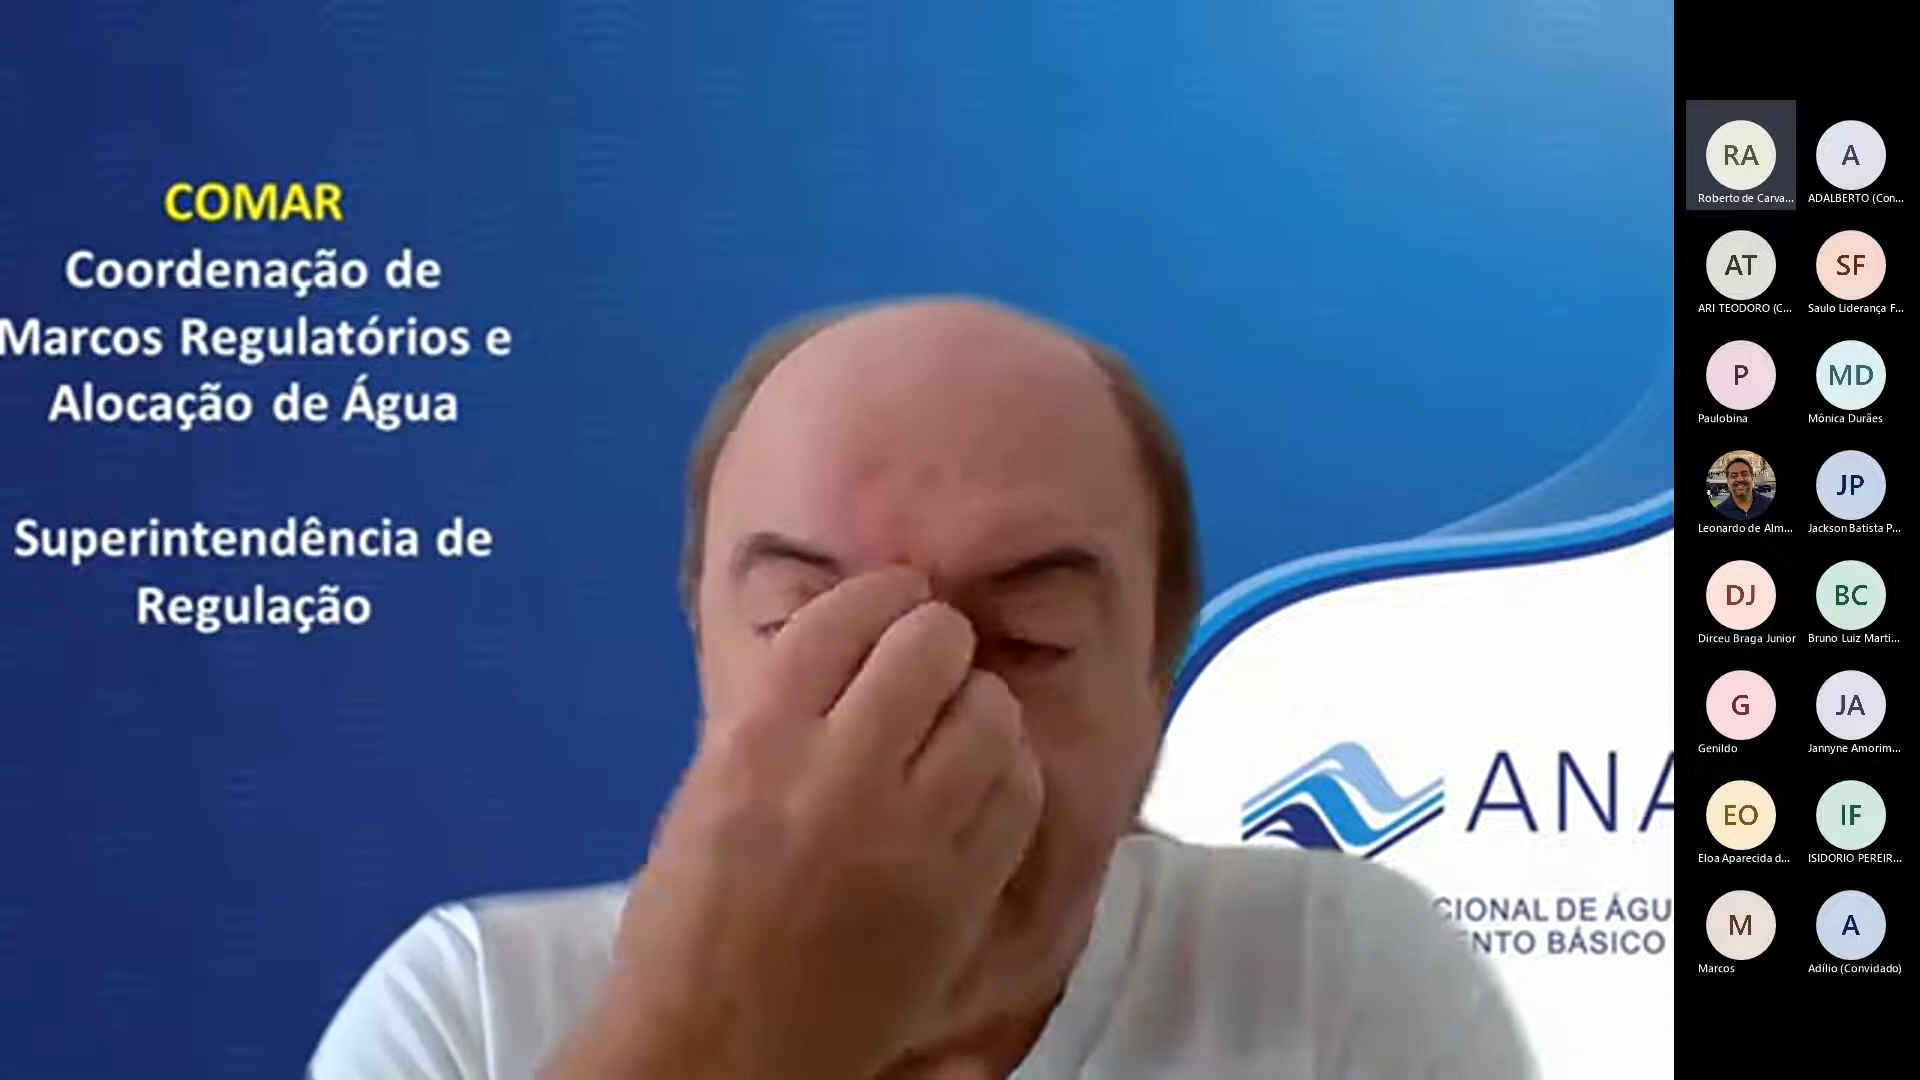 COMAR
Coordenação de
Marcos Regulatórios e
Alocação de Água
Superintendência de
Regulação
ANA
CIONAL DE ÁGU
ENTO BÁSICO
RA
Roberto de Carva...
A
ADALBERTO (Con...
AT
ARI TEODORO (C...
SF
Saulo Liderança F...
P
Paulobina
MD
Mônica Durães
Leonardo de Alm...
JP
Jackson Batista P...
DJ
Dirceu Braga Junior
BC
Bruno Luiz Marti...
G
Genildo
JA
Jannyne Amorim...
EO
Eloa Aparecida d...
IF
ISIDORIO PEREIR...
M
Marcos
A
Adílio (Convidado)